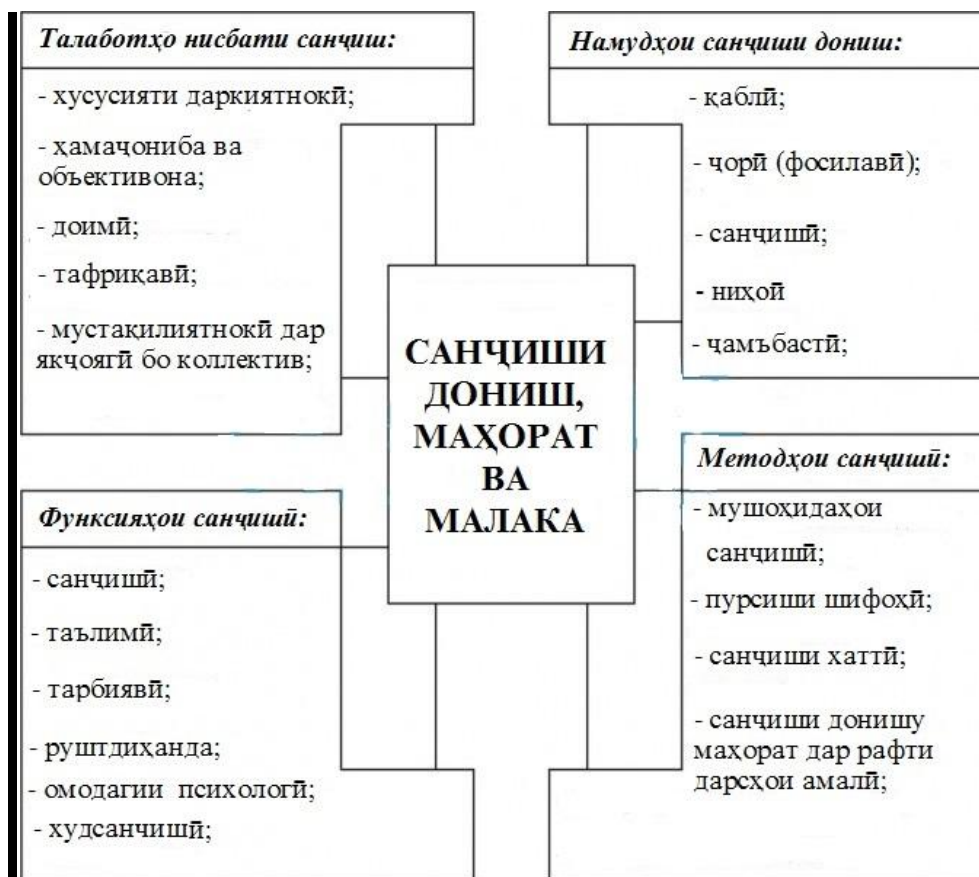 Талаботҳо нисбати санҷиш:
- хусусияти даркиятнокӣ;
- ҳамаҷониба ва
объективона;
- доимӣ;
- тафриқавӣ;
- мустақилиятнокӣ дар
якҷоягӣ бо коллектив;
Намудҳои санҷиши дониш:
- қаблӣ;
- ҷорӣ (фосилавӣ);
- санҷишӣ;
- ниҳоӣ
- ҷамъбастӣ;
САНҶИШИ
ДОНИШ,
МАҲОРАТ
ВА
МАЛАКА
Функсияҳои санҷишӣ:
- санҷишӣ;
- таълимӣ;
- тарбиявӣ;
- руштдиҳанда;
- омодагии психологӣ;
- худсанҷишӣ;
Методҳои санҷишӣ:
- мушоҳидаҳои
санҷишӣ;
- пурсиши шифоҳӣ;
- санҷиши хаттӣ;
- санҷиши донишу
маҳорат дар рафти
дарсҳои амалӣ;